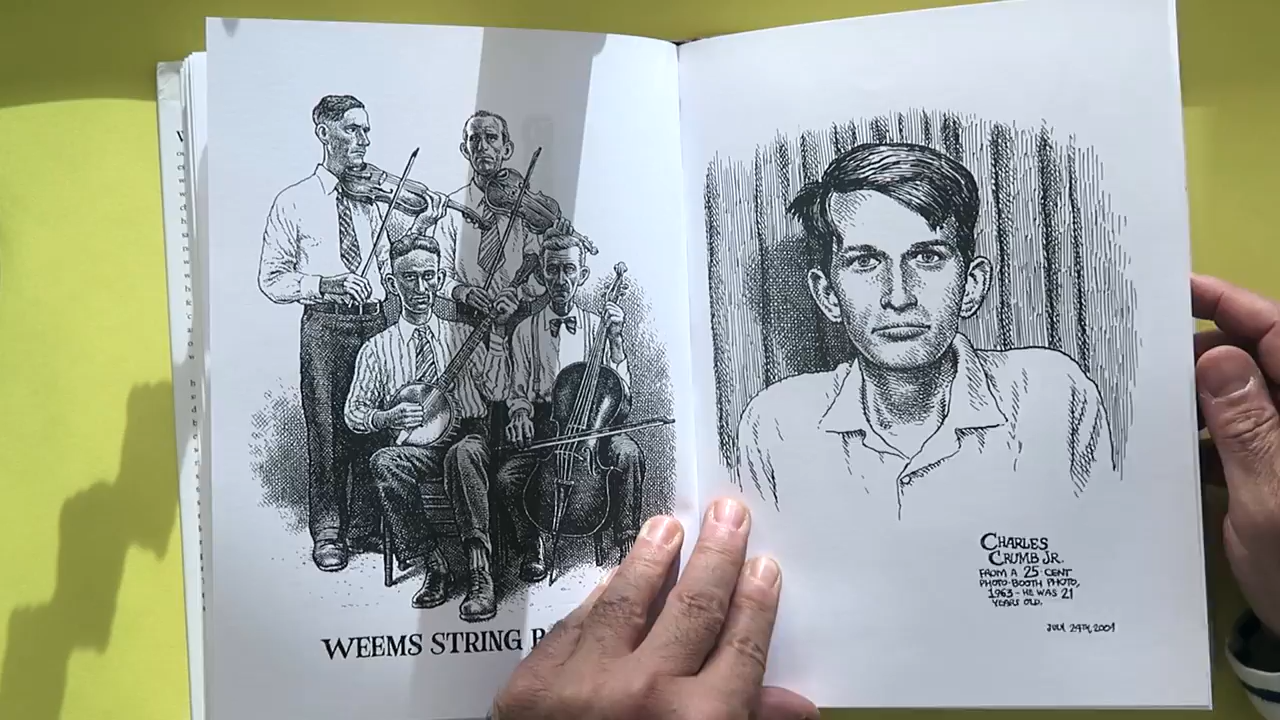 WEEMS STRING
CHARLES
CRUMB JR.
FROM A 25 CENT
PHOTO-BOOTH PHOTO,
1963 - HE WAS 21
YEARS OLD.
JULY 29TH, 2001